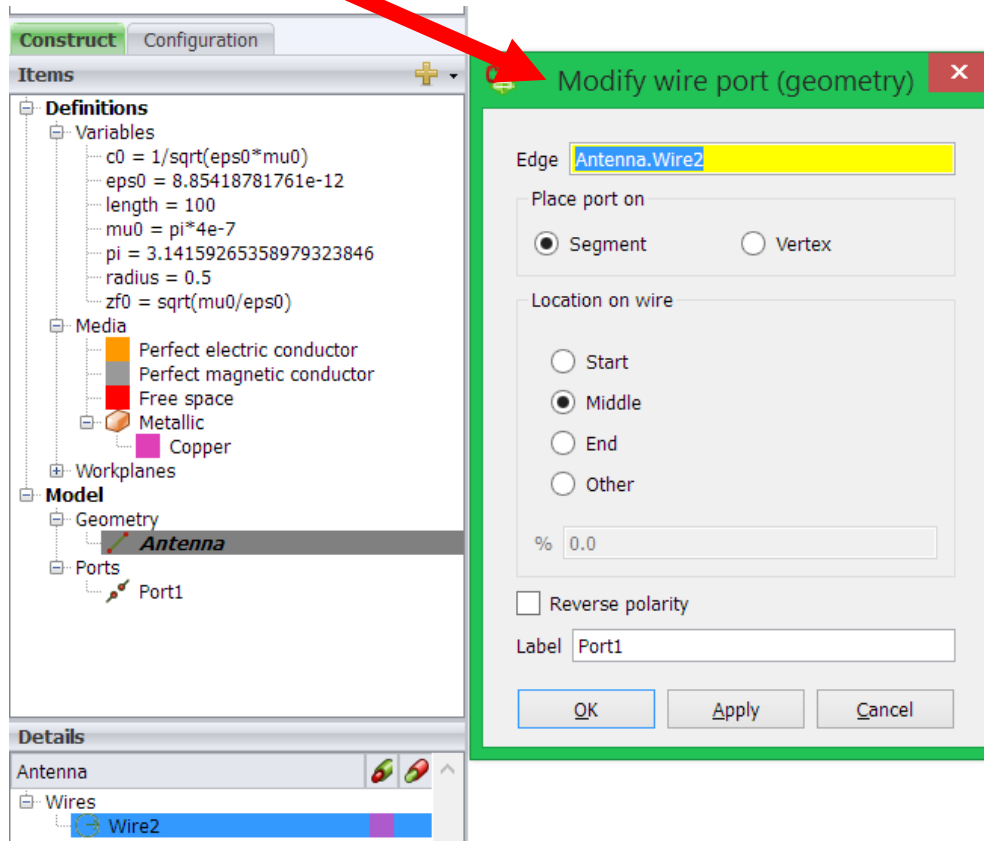 Construct Configuration
Items
Definitions
Variables
c0 = 1/sqrt(eps0*mu0)
eps0 = 8.85418781761e-12
length = 100
mu0 = pi*4e-7
pi = 3.14159265358979323846
radius = 0.5
zf0 = sqrt(mu0/eps0)
Media
Perfect electric conductor
Perfect magnetic conductor
Free space
Metallic
Copper
Workplanes
Model
Geometry
Antenna
Ports
Port1
Details
Antenna
Wires
Wire2
Modify wire port (geometry)
Edge Antenna.Wire2
Place port on
Segment Vertex
Location on wire
Start
Middle
End
Other
% 0.0
Reverse polarity
Label Port1
OK Apply Cancel